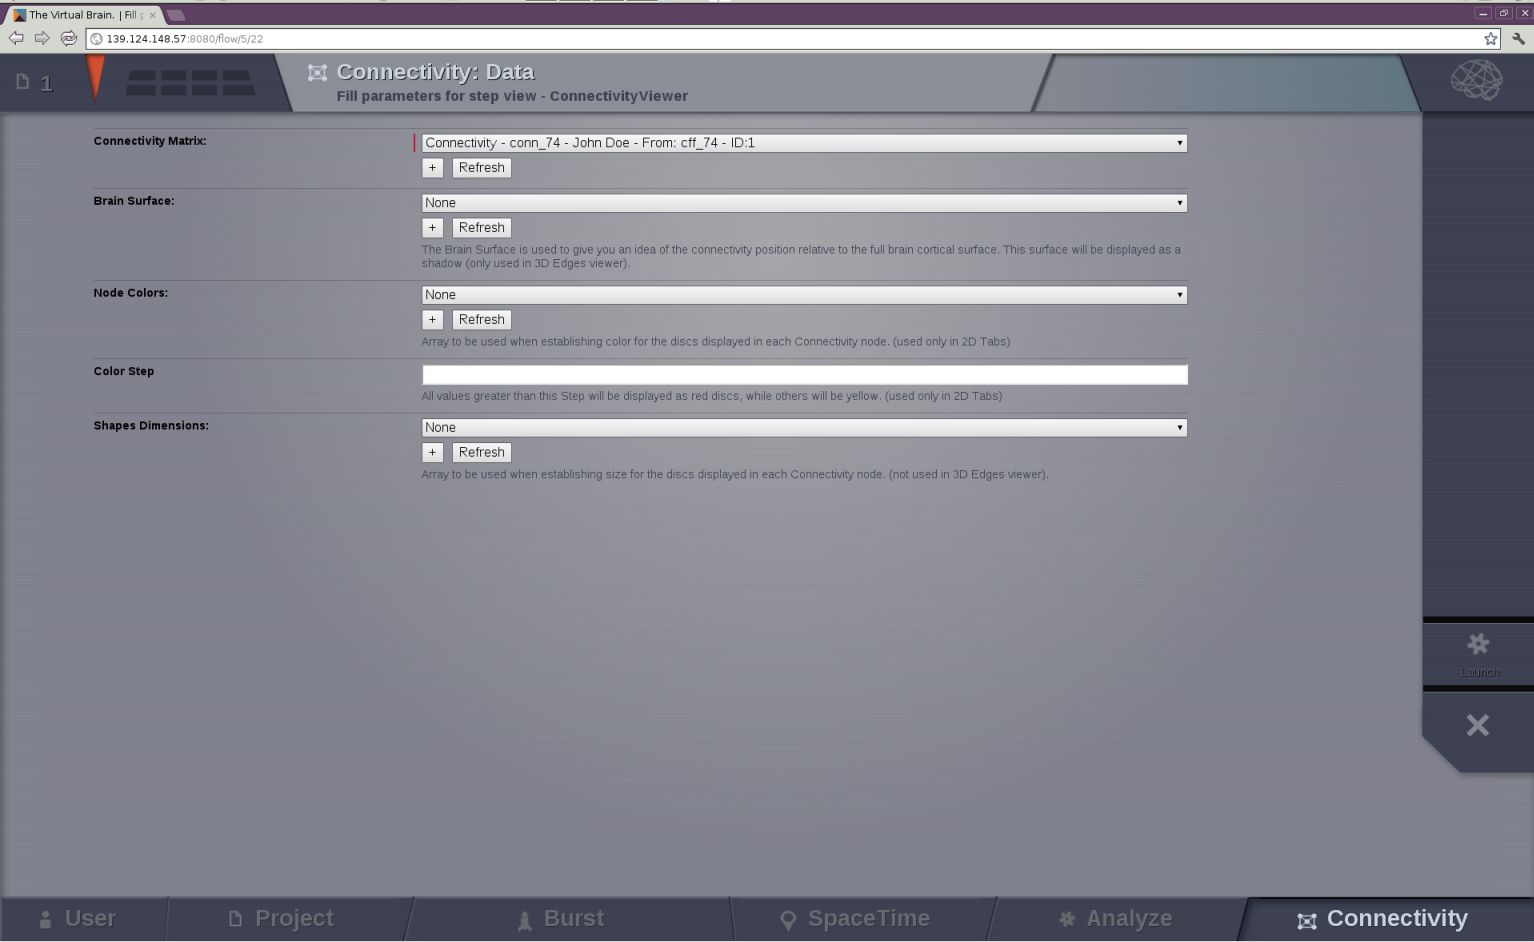 The Virtual Brain. | Fill p
139.124.148.57:8080/flow/5/22
1
Connectivity: Data
Fill parameters for step view - ConnectivityViewer
Connectivity Matrix:
Connectivity - conn_74 - John Doe - From: cff_74 - ID:1
+ Refresh
Brain Surface:
None
+ Refresh
The Brain Surface is used to give you an idea of the connectivity position relative to the full brain cortical surface. This surface will be displayed as a
shadow (only used in 3D Edges viewer).
Node Colors:
None
+ Refresh
Array to be used when establishing color for the discs displayed in each Connectivity node. (used only in 2D Tabs)
Color Step
All values greater than this Step will be displayed as red discs, while others will be yellow. (used only in 2D Tabs)
Shapes Dimensions:
None
+ Refresh
Array to be used when establishing size for the discs displayed in each Connectivity node. (not used in 3D Edges viewer).
Launch
User Project Burst SpaceTime Analyze Connectivity